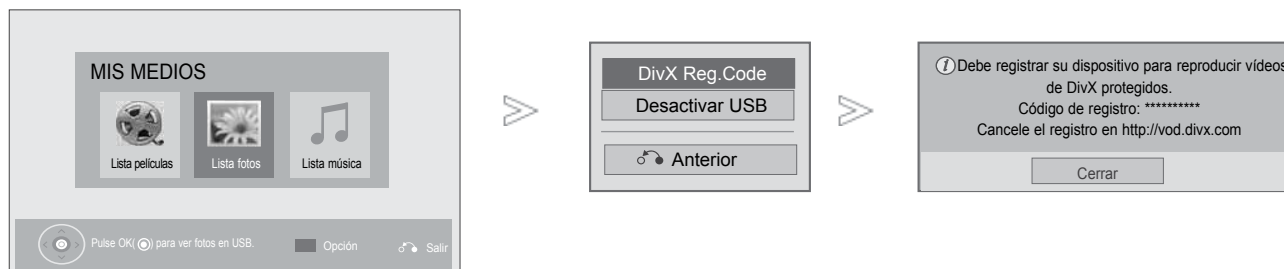 MIS MEDIOS
Lista películas
Lista fotos
Lista música
Pulse OK(◉) para ver fotos en USB.
Opción
Salir
DivX Reg.Code
Desactivar USB
Anterior
Debe registrar su dispositivo para reproducir vídeos
de DivX protegidos.
Código de registro: **********
Cancele el registro en http://vod.divx.com
Cerrar